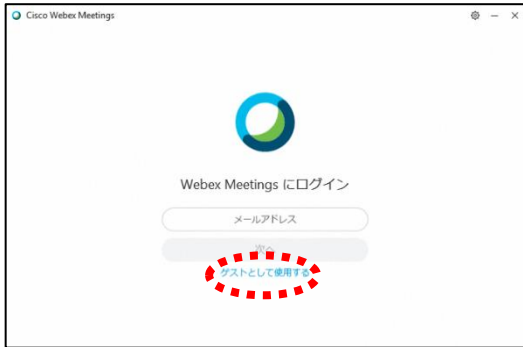 Cisco Webex Meetings
Webex Meetings にログイン
メールアドレス
次へ
ゲストとして使用する